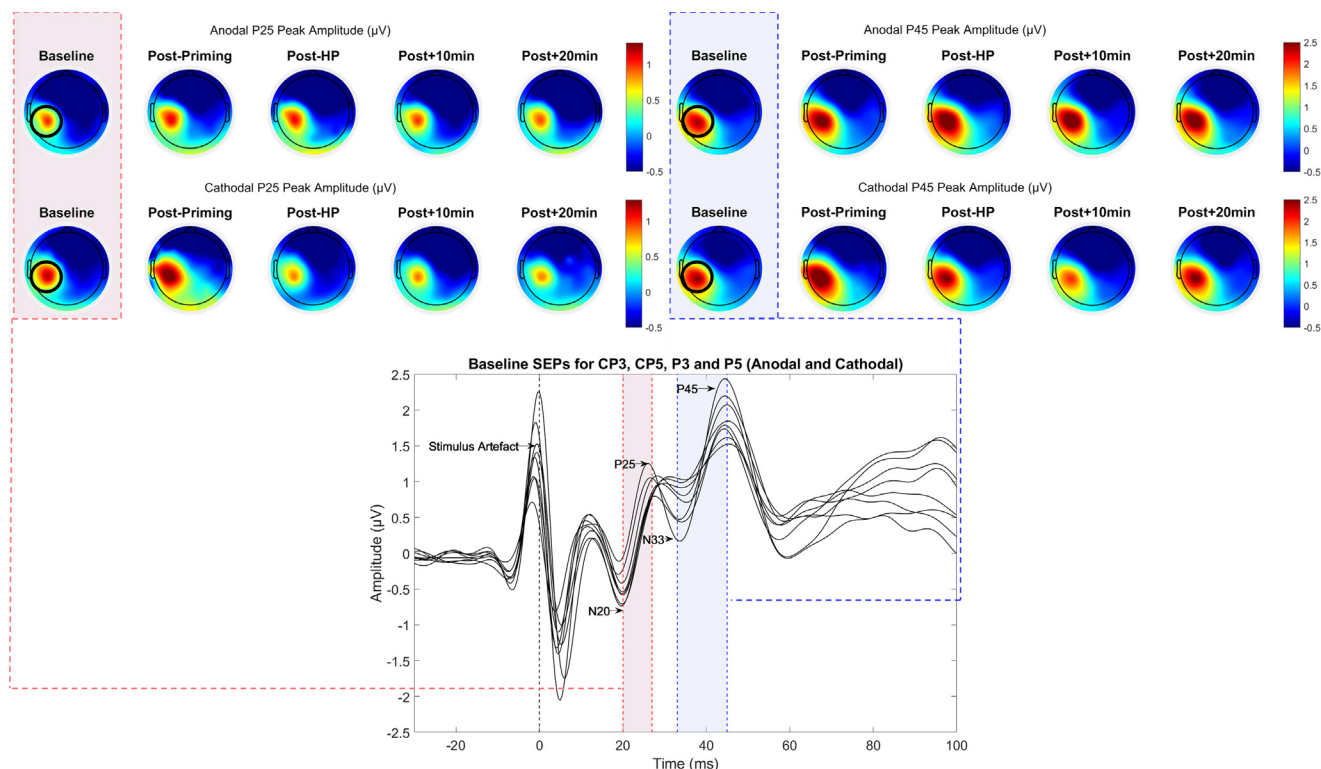 Anodal P25 Peak Amplitude (µV)
Baseline Post-Priming Post-HP Post+10min Post+20min
1
0.5
0
-0.5
Cathodal P25 Peak Amplitude (µV)
Baseline Post-Priming Post-HP Post+10min Post+20min
1
0.5
0
-0.5
Anodal P45 Peak Amplitude (µV)
Baseline Post-Priming Post-HP Post+10min Post+20min
2.5
2
1.5
1
0.5
0
-0.5
Cathodal P45 Peak Amplitude (µV)
Baseline Post-Priming Post-HP Post+10min Post+20min
2.5
2
1.5
1
0.5
0
-0.5
Baseline SEPs for CP3, CP5, P3 and P5 (Anodal and Cathodal)
2.5
2
1.5
1
0.5
0
-0.5
-1
-1.5
-2
-2.5
Amplitude (µV)
P45
Stimulus Artefact
P25
N33
N20
-20 0 20 40 60 80 100
Time (ms)